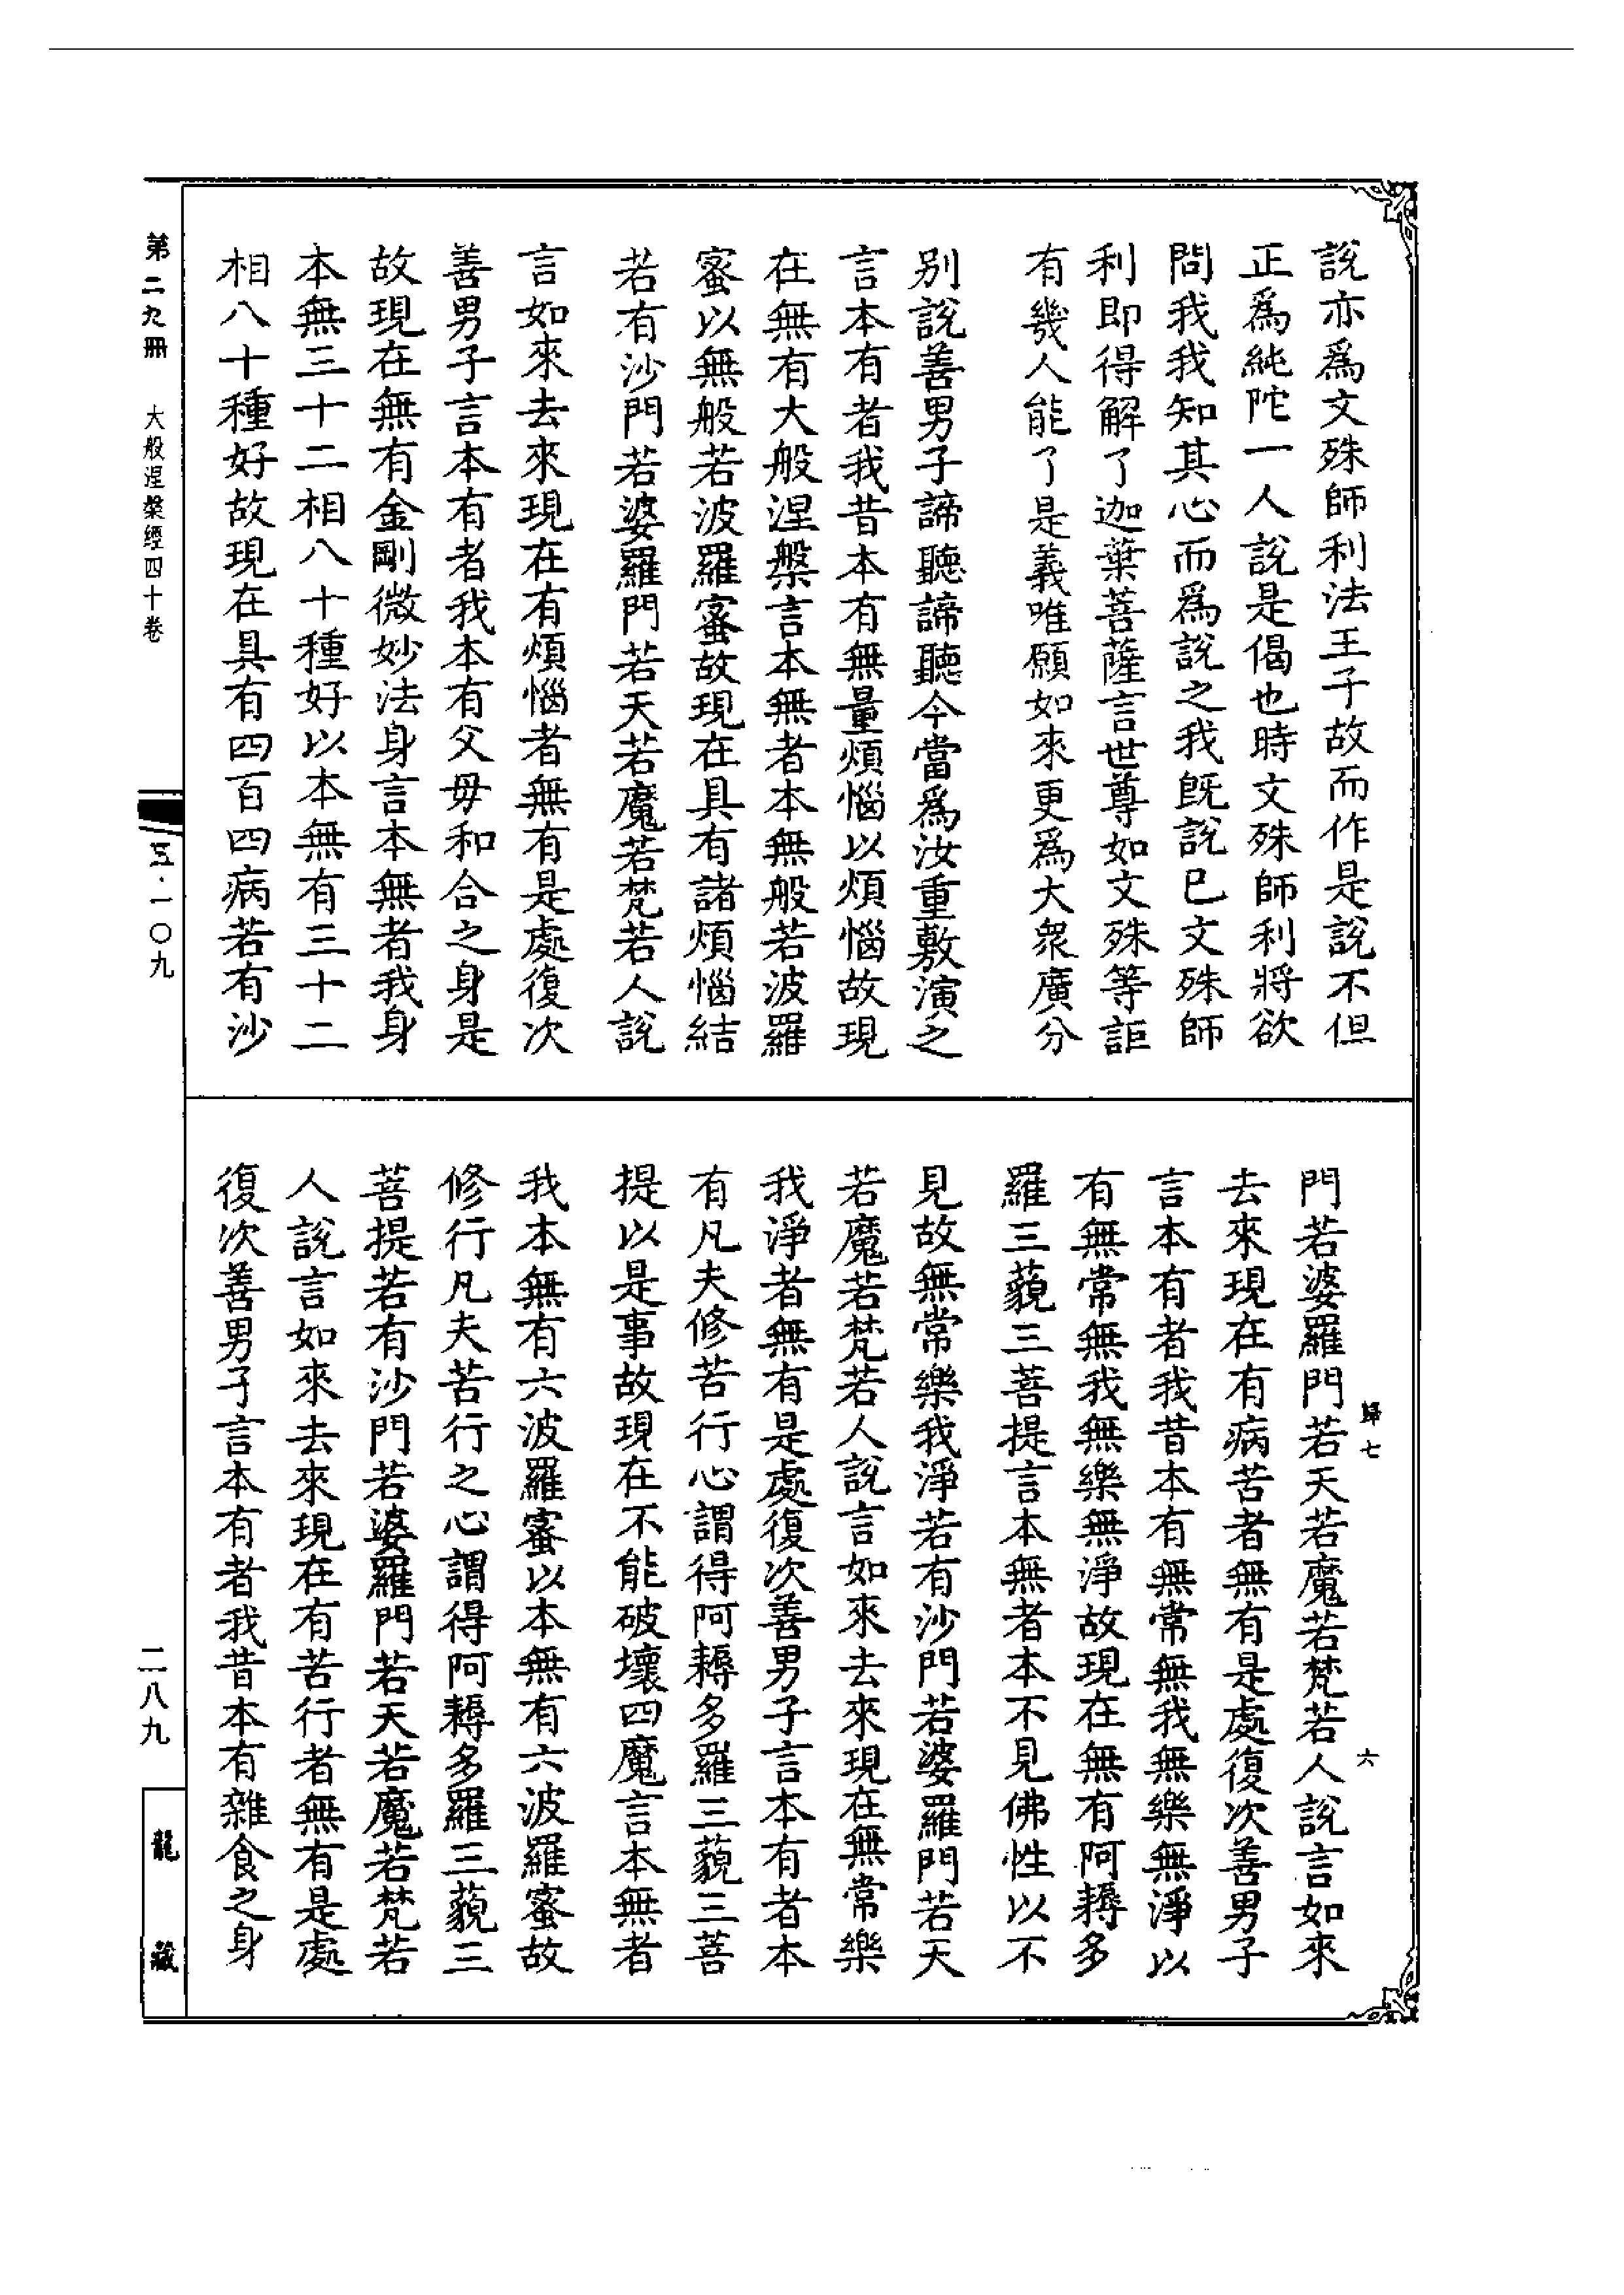 說亦爲文殊師利法王子故而作是說不但
正爲純陀一人說是偈也時文殊師利將欲
問我我知其心而爲說之我既說已文殊師
利即得解了迦葉菩薩言世尊如文殊等詎
有幾人能了是義唯願如來更爲大衆廣分
別說善男子諦聽諦聽今當爲汝重敷演之
言本有者我昔本有無量煩惱以煩惱故現
在無有大般涅槃言本無者本無般若波羅
蜜以無般若波羅蜜故現在具有諸煩惱結
若有沙門若婆羅門若天若魔若梵若人說
言如來去來現在有煩惱者無有是處復次
善男子言本有者我本有父母和合之身是
故現在無有金剛微妙法身言本無者我身
本無三十二相八十種好以本無有三十二
相八十種好故現在具有四百四病若有沙
門若婆羅門若天若魔若梵若人說言如來
去來現在有病苦者無有是處復次善男子
言本有者我昔本有無常無我無樂無淨以
有無常無我無樂無淨故現在無有阿耨多
羅三藐三菩提言本無者本不見佛性以不
見故無常樂我淨若有沙門若婆羅門若天
若魔若梵若人說言如來去來現在無常樂
我淨者無有是處復次善男子言本有者本
有凡夫修苦行心謂得阿耨多羅三藐三菩
提以是事故現在不能破壞四魔言本無者
我本無有六波羅蜜以本無有六波羅蜜故
修行凡夫苦行之心謂得阿耨多羅三藐三
菩提若有沙門若婆羅門若天若魔若梵若
人說言如來去來現在有苦行者無有是處
復次善男子言本有者我昔本有雜食之身
歸七
六
第二九冊 大般涅槃經四十卷
五·一〇九
二八九
龍藏